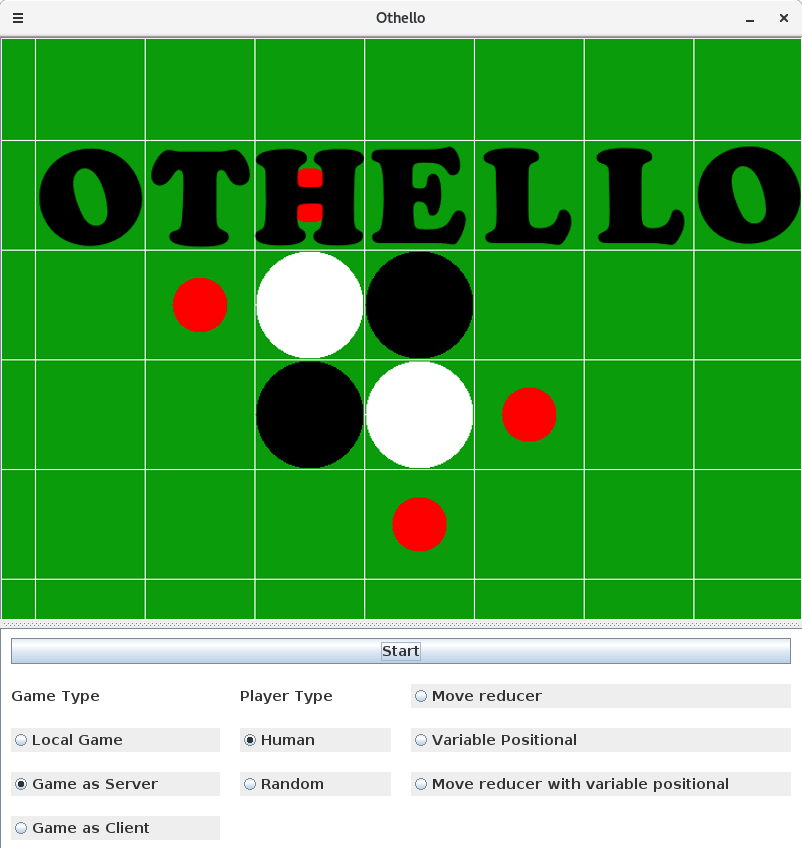 Othello
OTHELLO
Start
Game Type Player Type Move reducer
Local Game Human Variable Positional
Game as Server Random Move reducer with variable positional
Game as Client